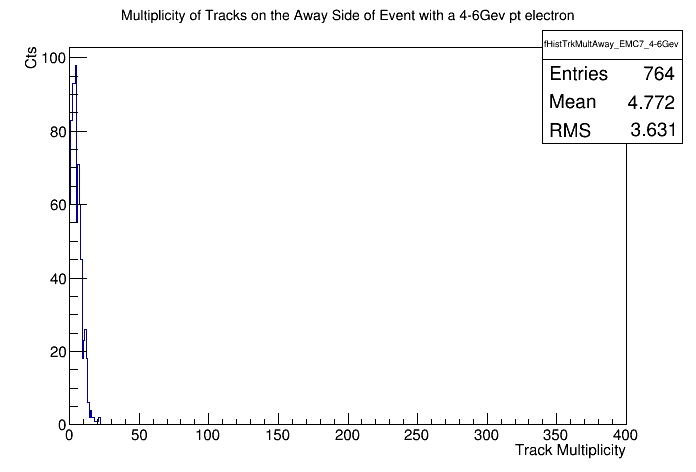 Multiplicity of Tracks on the Away Side of Event with a 4-6Gev pt electron
fHistTrkMultAway_EMC7_4-6Gev
Entries 764
Mean 4.772
RMS 3.631
Cts
100
80
60
40
20
0
0 50 100 150 200 250 300 350 400
Track Multiplicity